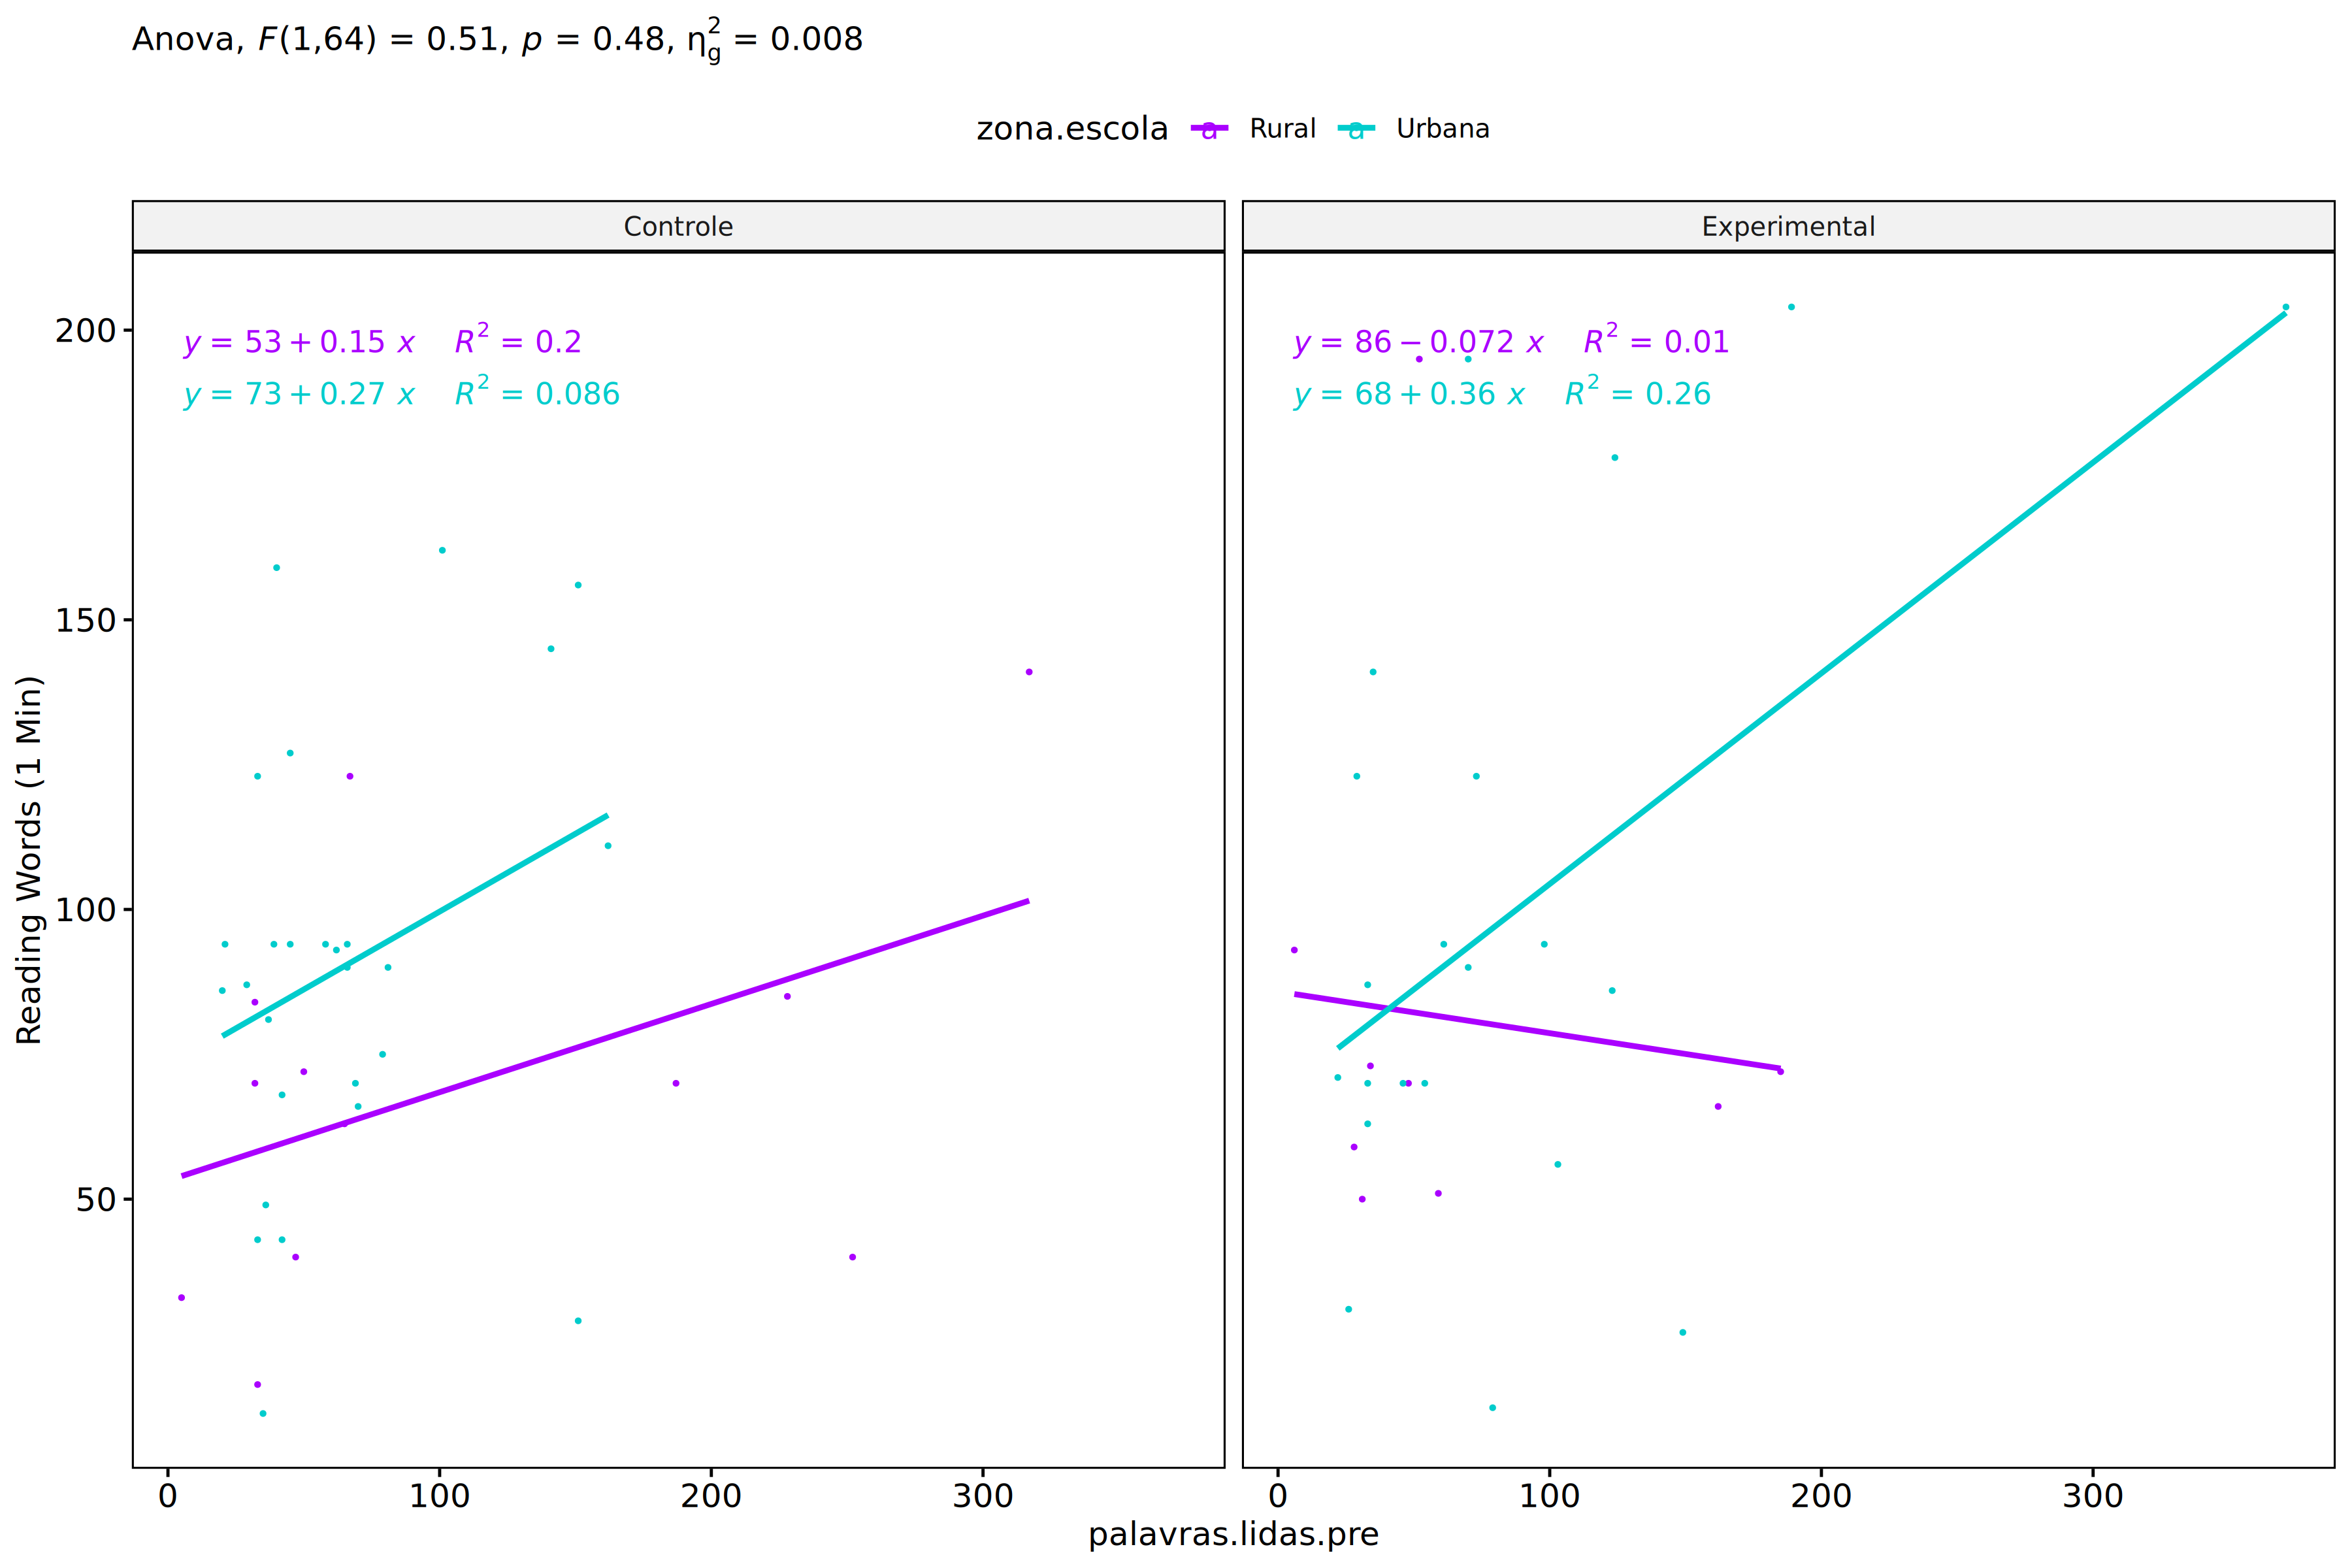 Anova, F(1,64) = 0.51, p = 0.48, η²g = 0.008
zona.escola a Rural a Urbana
Controle
Experimental
y = 53 + 0.15 x R² = 0.2
y = 73 + 0.27 x R² = 0.086
y = 86 − 0.072 x R² = 0.01
y = 68 + 0.36 x R² = 0.26
Reading Words (1 Min)
200
150
100
50
0 100 200 300
0 100 200 300
palavras.lidas.pre